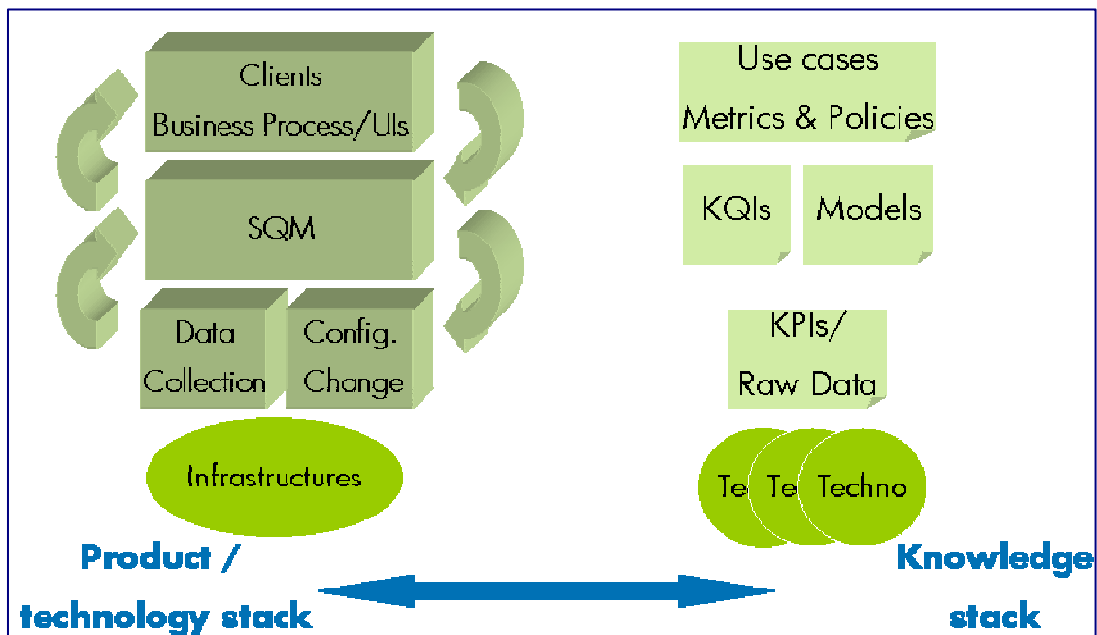 Clients
Business Process/UIs
SQM
Data
Collection
Config.
Change
Infrastructures
Product /
technology stack
Use cases
Metrics & Policies
KQIs
Models
KPIs/
Raw Data
Te
Te
Techno
Knowledge
stack